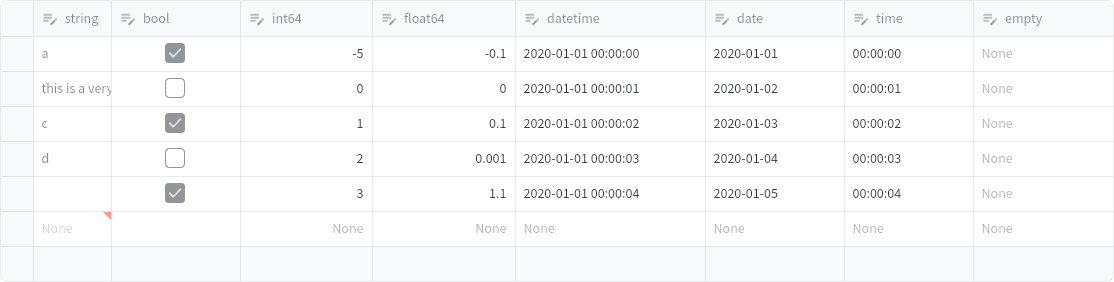 string bool int64 float64 datetime date time empty
a -5 -0.1 2020-01-01 00:00:00 2020-01-01 00:00:00 None
this is a very 0 0 2020-01-01 00:00:01 2020-01-02 00:00:01 None
c 1 0.1 2020-01-01 00:00:02 2020-01-03 00:00:02 None
d 2 0.001 2020-01-01 00:00:03 2020-01-04 00:00:03 None
3 1.1 2020-01-01 00:00:04 2020-01-05 00:00:04 None
None None None None None None None